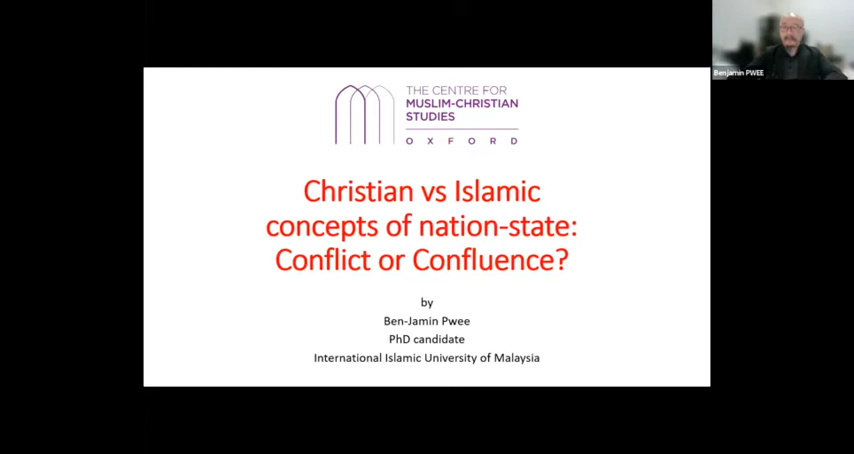 Benjamin PWEE
THE CENTRE FOR
MUSLIM-CHRISTIAN
STUDIES
OXFORD
Christian vs Islamic
concepts of nation-state:
Conflict or Confluence?
by
Ben-Jamin Pwee
PhD candidate
International Islamic University of Malaysia